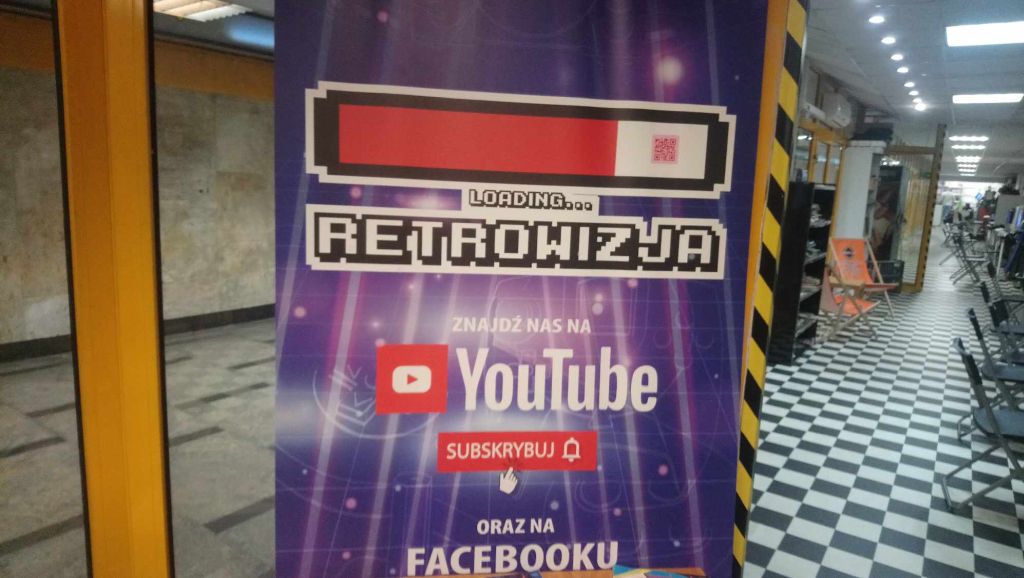 LOADING...
RETROWIZJA
ZNAJDŹ NAS NA
YouTube
SUBSKRYBUJ
ORAZ NA
FACEBOOKU